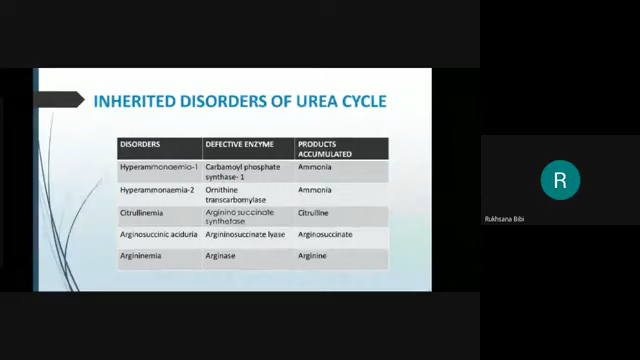 INHERITED DISORDERS OF UREA CYCLE
DISORDERS DEFECTIVE ENZYME PRODUCTS
ACCUMULATED
Hyperammonaemia-1 Carbamoyl phosphate Ammonia
synthase- 1
Hyperammonaemia-2 Ornithine Ammonia
transcarbomylase
Citrullinemia Arginino succinate Citrulline
synthetase
Arginosuccinic aciduria Argininosuccinate lyase Arginosuccinate
Argininemia Arginase Arginine
R
Rukhsana Bibi